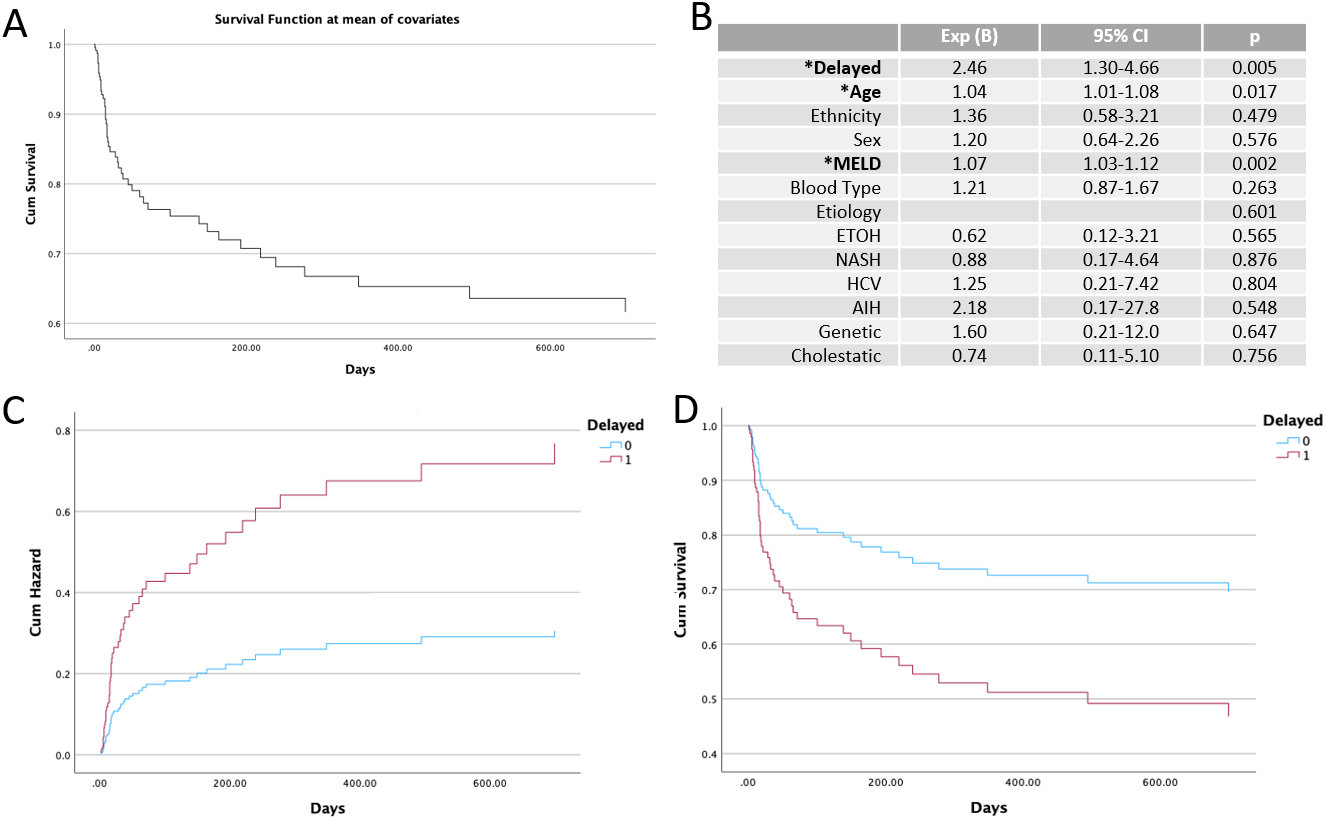 A
Survival Function at mean of covariates
1.0
0.9
0.8
0.7
0.6
Cum Survival
.00 200.00 400.00 600.00
Days
B
Exp (B) 95% CI p
*Delayed 2.46 1.30-4.66 0.005
*Age 1.04 1.01-1.08 0.017
Ethnicity 1.36 0.58-3.21 0.479
Sex 1.20 0.64-2.26 0.576
*MELD 1.07 1.03-1.12 0.002
Blood Type 1.21 0.87-1.67 0.263
Etiology 0.601
ETOH 0.62 0.12-3.21 0.565
NASH 0.88 0.17-4.64 0.876
HCV 1.25 0.21-7.42 0.804
AIH 2.18 0.17-27.8 0.548
Genetic 1.60 0.21-12.0 0.647
Cholestatic 0.74 0.11-5.10 0.756
C
0.8
0.6
0.4
0.2
0.0
Cum Hazard
.00 200.00 400.00 600.00
Days
Delayed
0
1
D
1.0
0.9
0.8
0.7
0.6
0.5
0.4
Cum Survival
.00 200.00 400.00 600.00
Days
Delayed
0
1